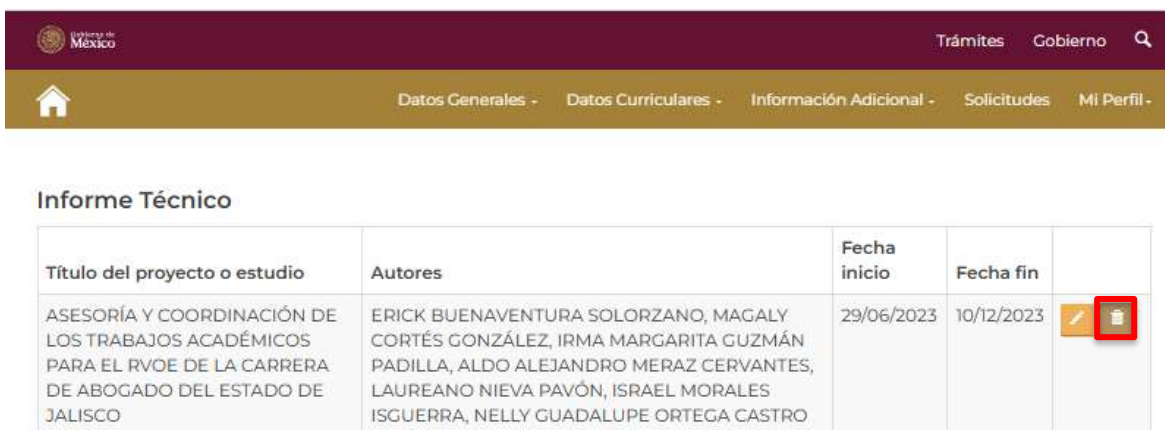 Gobierno de
México
Trámites Gobierno
Datos Generales Datos Curriculares Información Adicional Solicitudes Mi Perfil
Informe Técnico
Título del proyecto o estudio Autores Fecha inicio Fecha fin
ASESORÍA Y COORDINACIÓN DE ERICK BUENAVENTURA SOLORZANO, MAGALY 29/06/2023 10/12/2023
LOS TRABAJOS ACADÉMICOS CORTÉS GONZÁLEZ, IRMA MARGARITA GUZMÁN
PARA EL RVOE DE LA CARRERA PADILLA, ALDO ALEJANDRO MERAZ CERVANTES,
DE ABOGADO DEL ESTADO DE LAUREANO NIEVA PAVÓN, ISRAEL MORALES
JALISCO ISGUERRA, NELLY GUADALUPE ORTEGA CASTRO